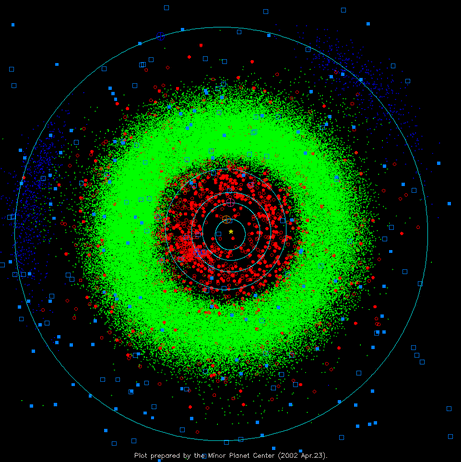 Plot prepared by the Minor Planet Center (2002 Apr.23).